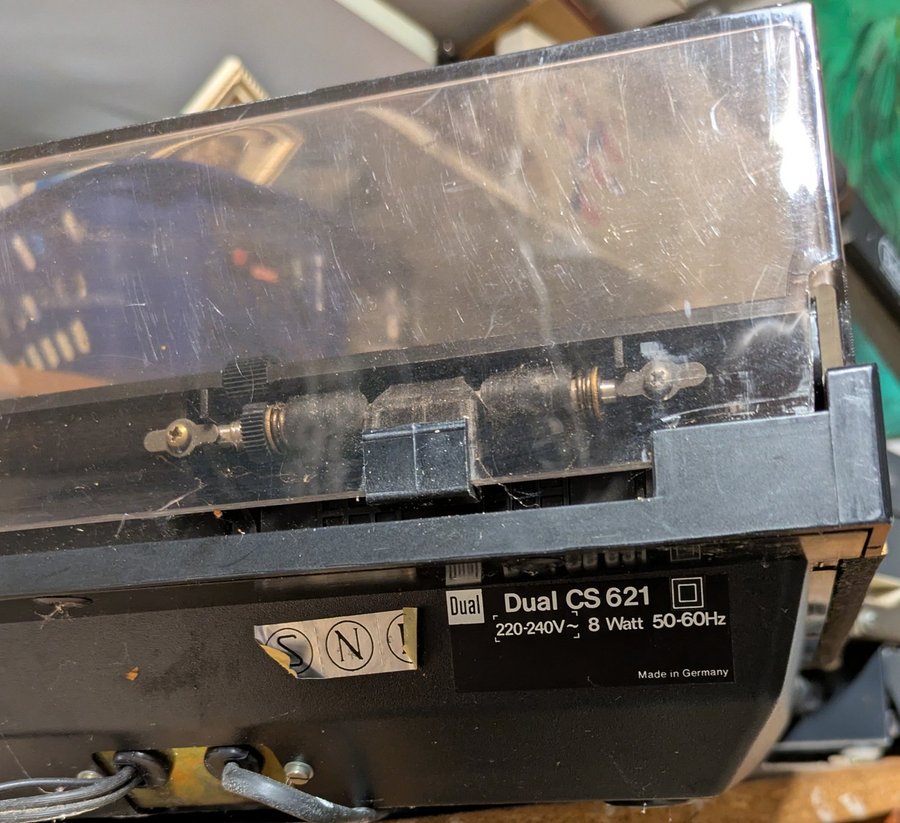 Dual
Dual CS 621
220-240V~ 8 Watt 50-60Hz
Made in Germany
S N